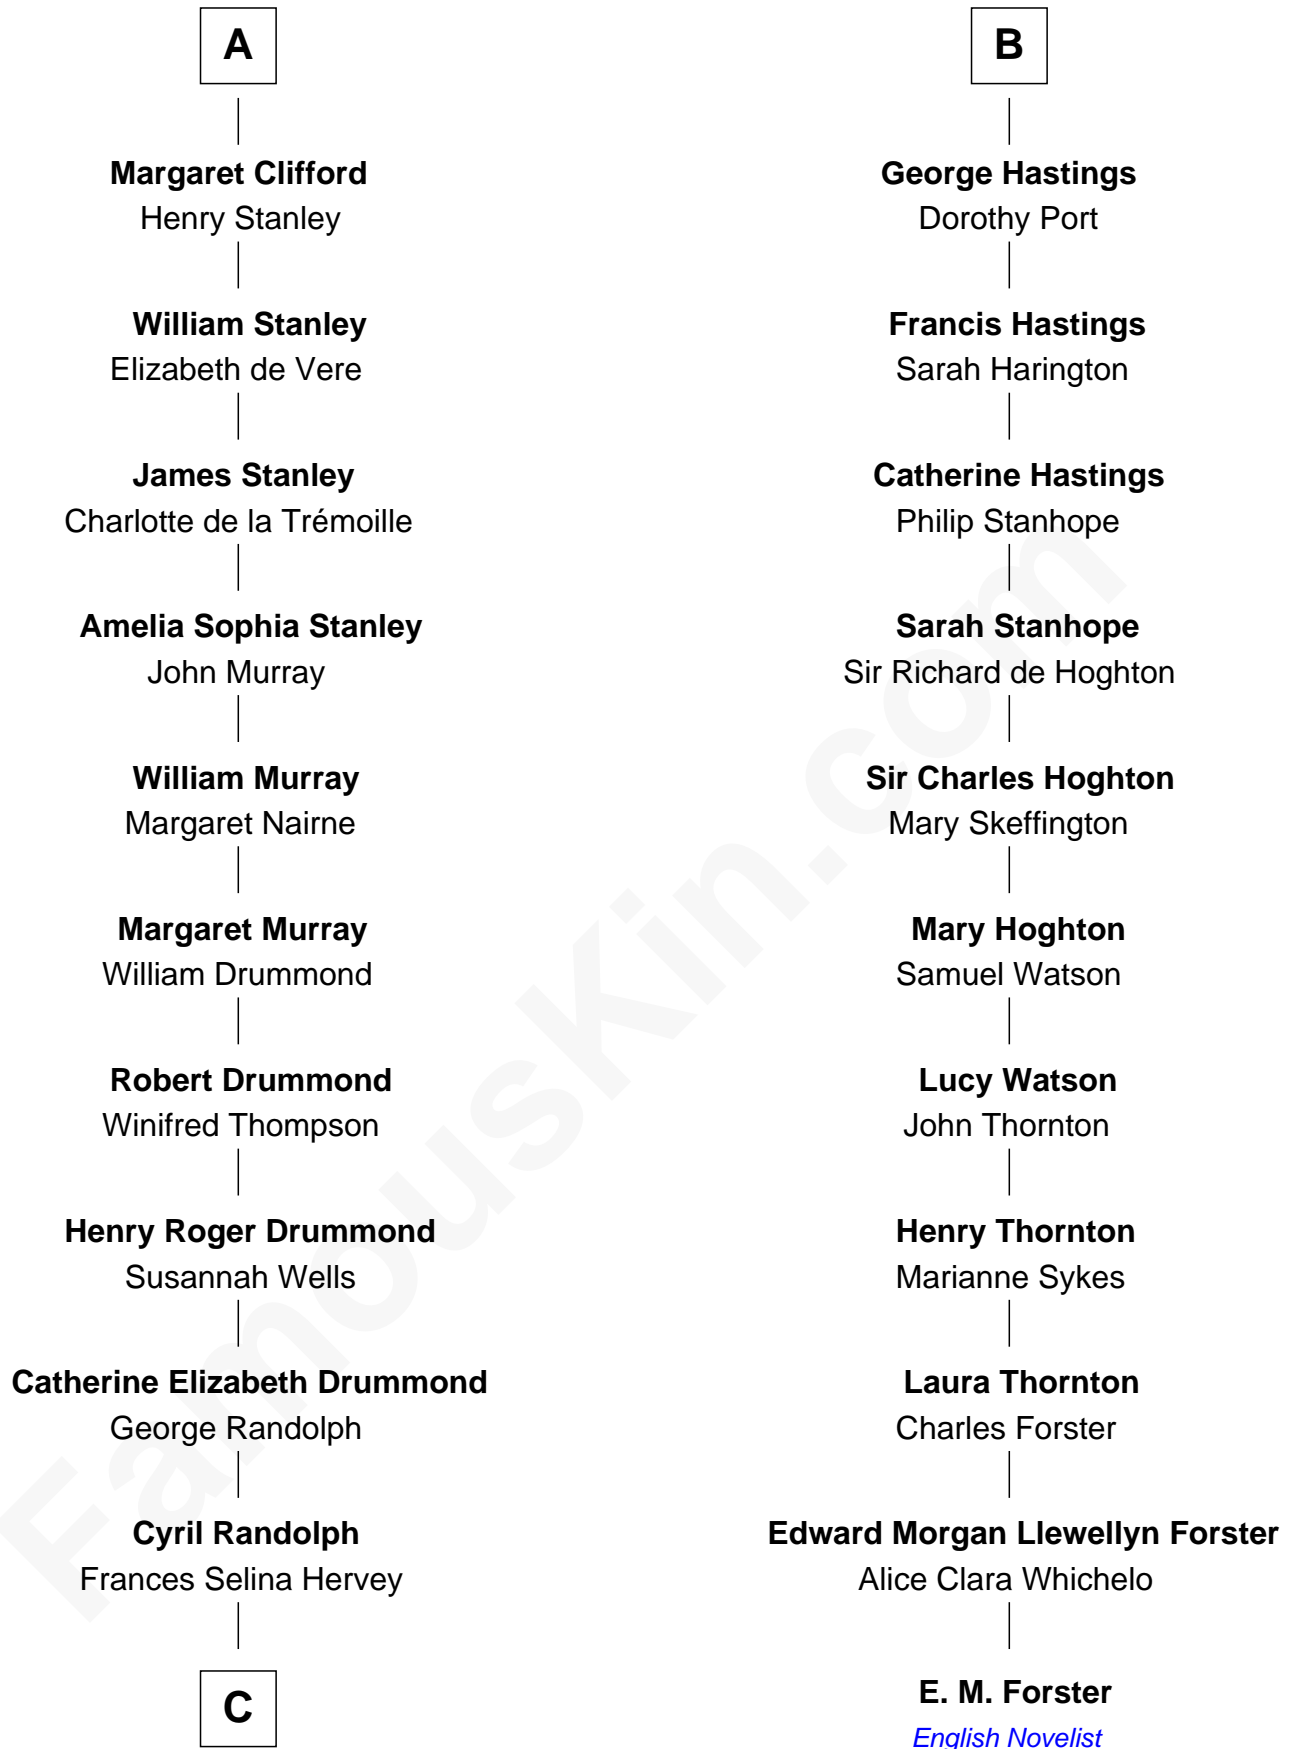 A
Margaret Clifford
Henry Stanley
William Stanley
Elizabeth de Vere
James Stanley
Charlotte de la Trémoille
Amelia Sophia Stanley
John Murray
William Murray
Margaret Nairne
Margaret Murray
William Drummond
Robert Drummond
Winifred Thompson
Henry Roger Drummond
Susannah Wells
Catherine Elizabeth Drummond
George Randolph
Cyril Randolph
Frances Selina Hervey
C
B
George Hastings
Dorothy Port
Francis Hastings
Sarah Harington
Catherine Hastings
Philip Stanhope
Sarah Stanhope
Sir Richard de Hoghton
Sir Charles Hoghton
Mary Skeffington
Mary Hoghton
Samuel Watson
Lucy Watson
John Thornton
Henry Thornton
Marianne Sykes
Laura Thornton
Charles Forster
Edward Morgan Llewellyn Forster
Alice Clara Whichelo
E. M. Forster
English Novelist
FamousKin.com